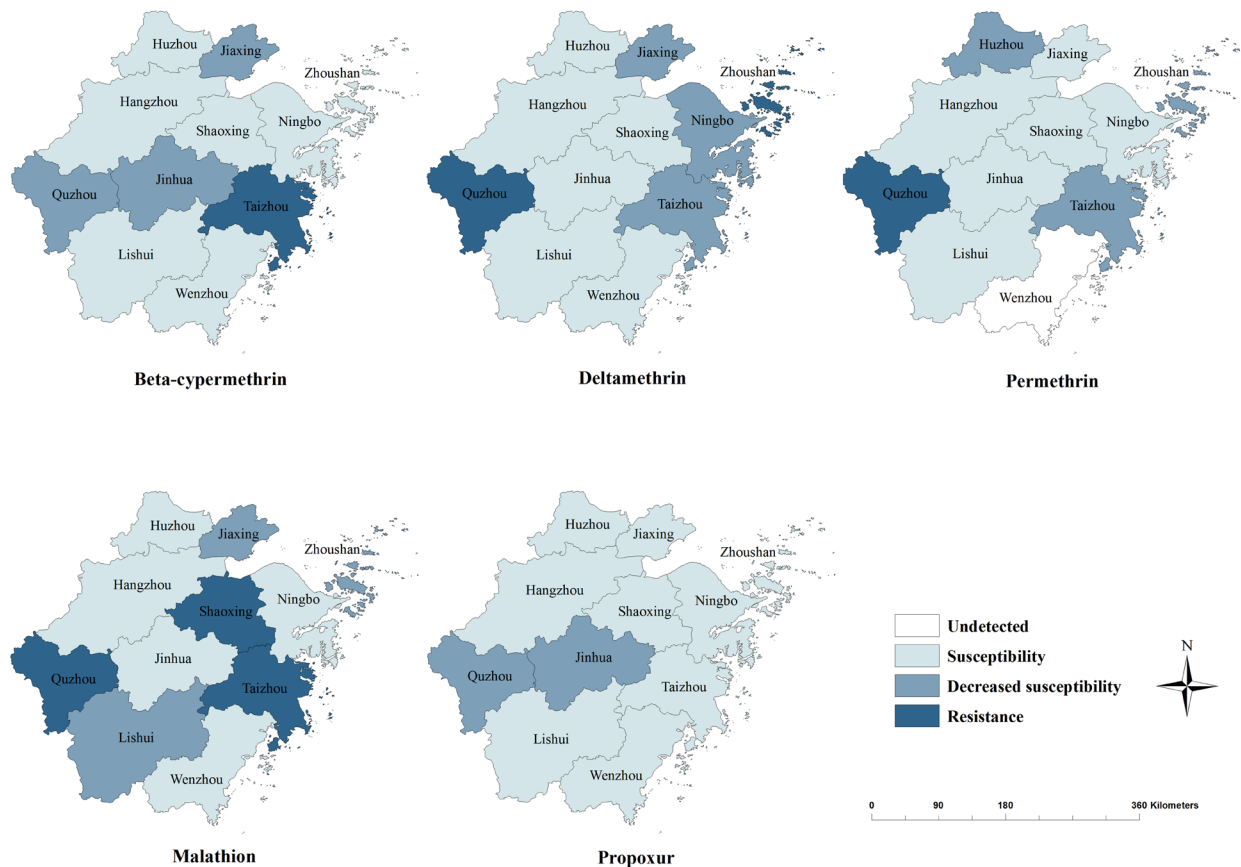 Huzhou
Jiaxing
Zhoushan
Hangzhou
Shaoxing
Ningbo
Jinhua
Quzhou
Taizhou
Lishui
Wenzhou
Beta-cypermethrin
Huzhou
Jiaxing
Zhoushan
Hangzhou
Ningbo
Shaoxing
Jinhua
Quzhou
Taizhou
Lishui
Wenzhou
Deltamethrin
Huzhou
Jiaxing
Zhoushan
Hangzhou
Shaoxing
Ningbo
Jinhua
Quzhou
Taizhou
Lishui
Wenzhou
Permethrin
Huzhou
Jiaxing
Zhoushan
Hangzhou
Shaoxing
Ningbo
Jinhua
Quzhou
Taizhou
Lishui
Wenzhou
Malathion
Huzhou
Jiaxing
Zhoushan
Hangzhou
Shaoxing
Ningbo
Jinhua
Quzhou
Taizhou
Lishui
Wenzhou
Propoxur
Undetected
Susceptibility
Decreased susceptibility
Resistance
N
0 90 180 360 Kilometers